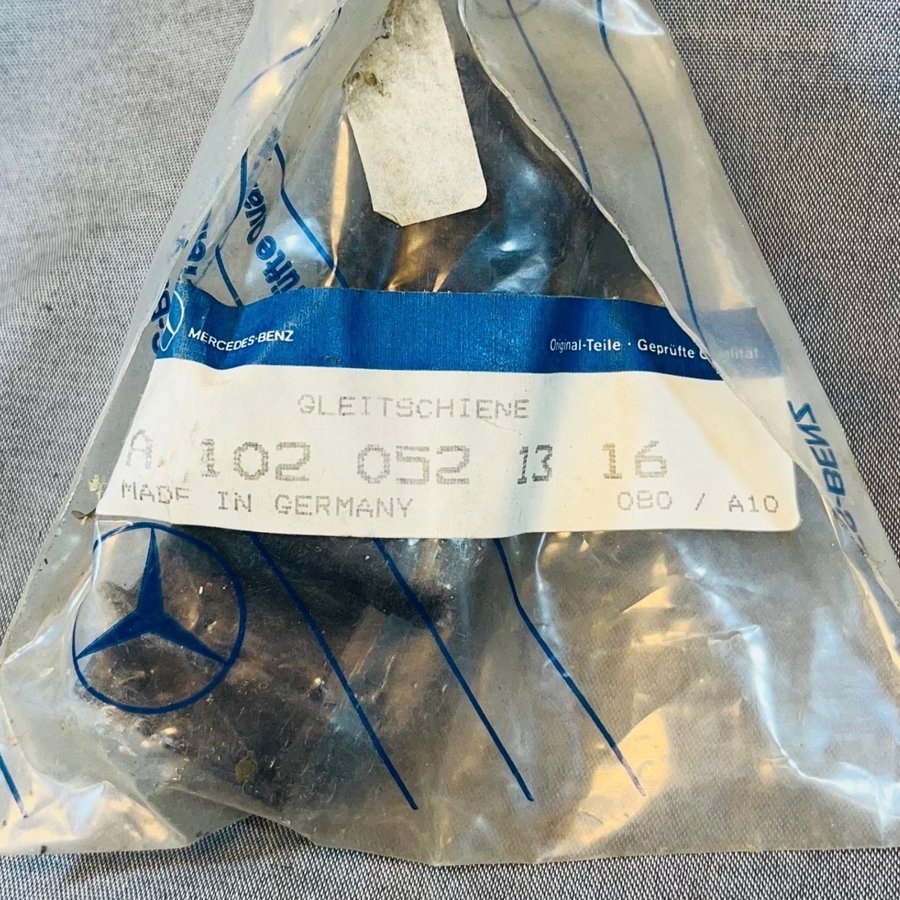 MERCEDES-BENZ
Original-Teile · Geprüfte Qualität
GLEITSCHIENE
A 102 052 13 16
MADE IN GERMANY
080 / A10